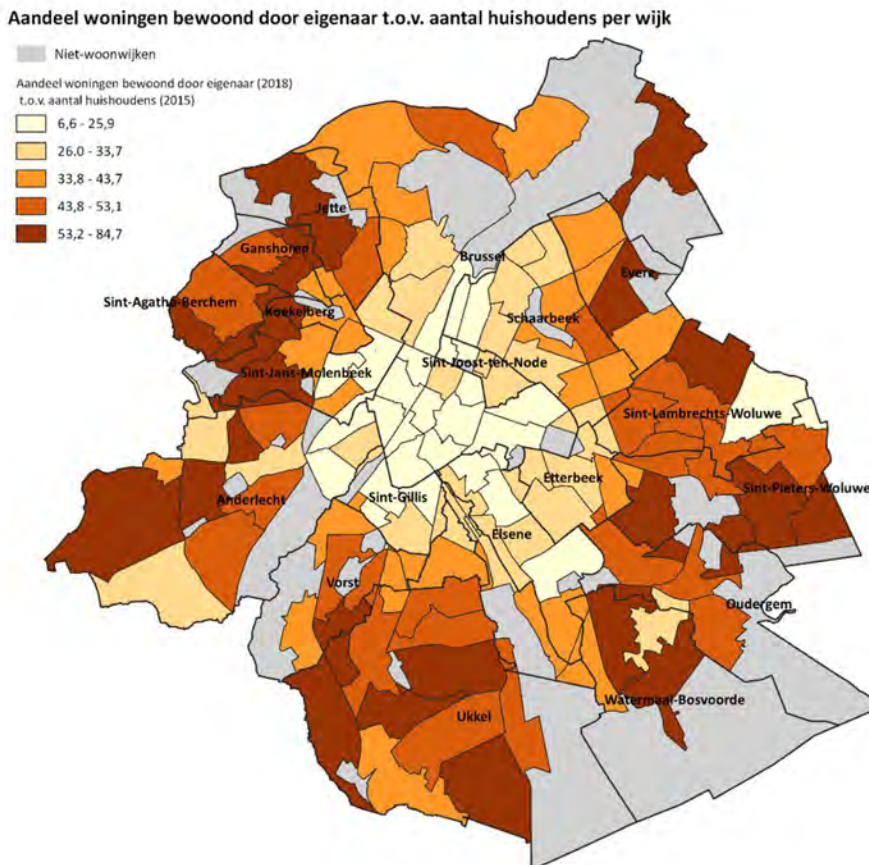 Aandeel woningen bewoond door eigenaar t.o.v. aantal huishoudens per wijk
Niet-woonwijken
Aandeel woningen bewoond door eigenaar (2018)
t.o.v. aantal huishoudens (2015)
6,6 - 25,9
26.0 - 33,7
33,8 - 43,7
43,8 - 53,1
53,2 - 84,7
Jette
Ganshoren
Brussel
Evere
Sint-Agatha-Berchem
Koekelberg
Schaarbeek
Sint-Jans-Molenbeek
Sint-Joost-ten-Node
Sint-Lambrechts-Woluwe
Etterbeek
Sint-Pieters-Woluwe
Anderlecht
Sint-Gillis
Elsene
Vorst
Oudergem
Watermaal-Bosvoorde
Ukkel